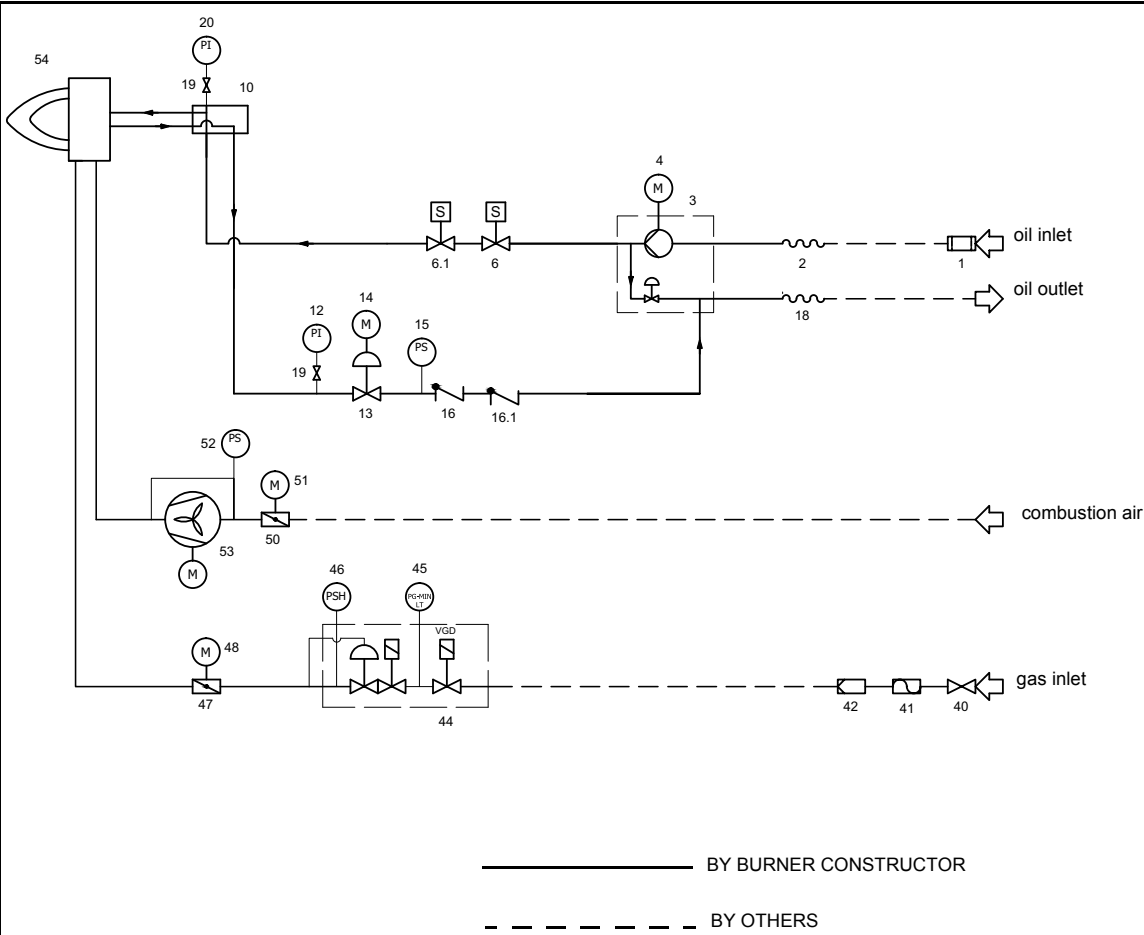 20
PI
54
19
10
4
M
3
S
S
oil inlet
6.1
6
2
1
oil outlet
14
M
12
PI
15
PS
18
19
13
16
16.1
52
PS
M
51
combustion air
53
50
M
46
45
PSH
PG-MIN
LT
VGD
M
48
gas inlet
47
44
42
41
40
BY BURNER CONSTRUCTOR
BY OTHERS